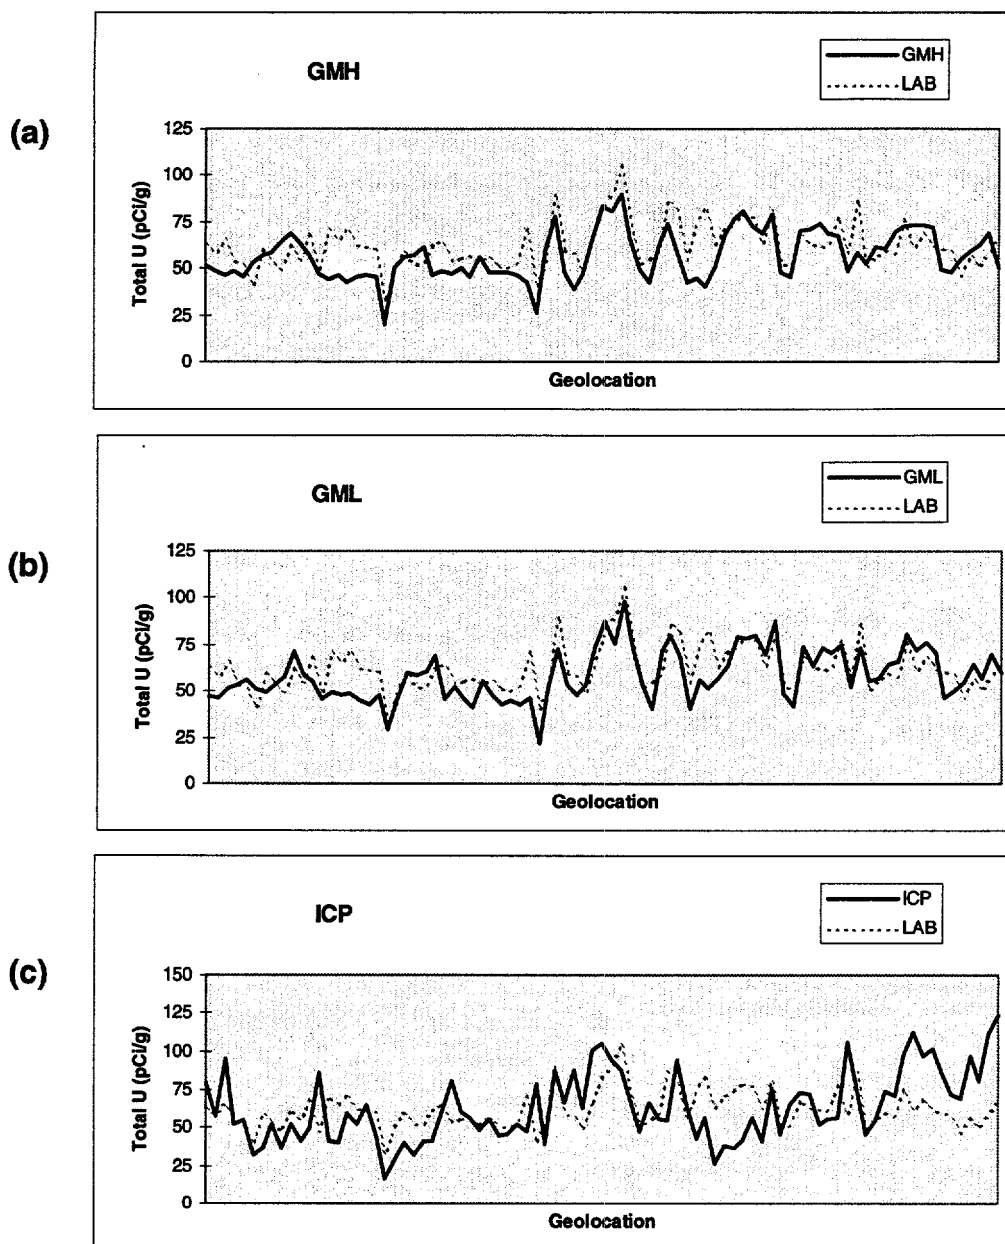 (a)
GMH
GMH
LAB
Total U (pCi/g)
125
100
75
50
25
0
Geolocation
(b)
GML
GML
LAB
Total U (pCi/g)
125
100
75
50
25
0
Geolocation
(c)
ICP
ICP
LAB
Total U (pCi/g)
150
125
100
75
50
25
0
Geolocation